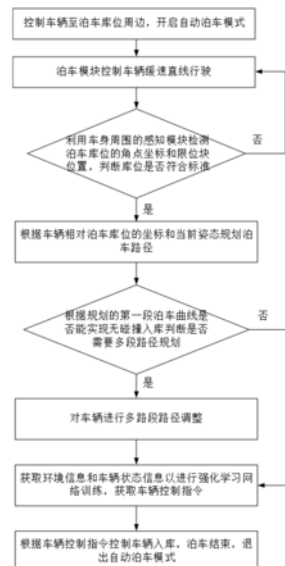 控制车辆至泊车库位周边，开启自动泊车模式
泊车模块控制车辆缓速直线行驶
利用车身周围的感知模块检测
泊车库位的角点坐标和限位块
位置，判断库位是否符合标准
否
是
根据车辆相对泊车库位的坐标和当前姿态规划泊
车路径
根据规划的第一段泊车曲线是
否能实现无碰撞入库判断是否
需要多段路径规划
否
是
对车辆进行多路段路径调整
获取环境信息和车辆状态信息以进行强化学习网
络训练，获取车辆控制指令
根据车辆控制指令控制车辆入库，泊车结束，退
出自动泊车模式